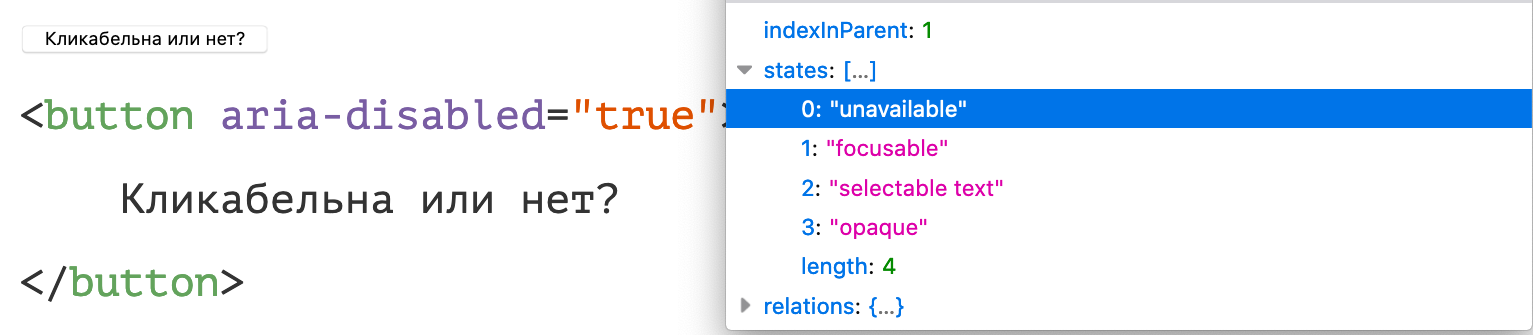 Кликабельна или нет?
<button aria-disabled="true">
Кликабельна или нет?
</button>
indexInParent: 1
states: […]
0: "unavailable"
1: "focusable"
2: "selectable text"
3: "opaque"
length: 4
relations: {…}